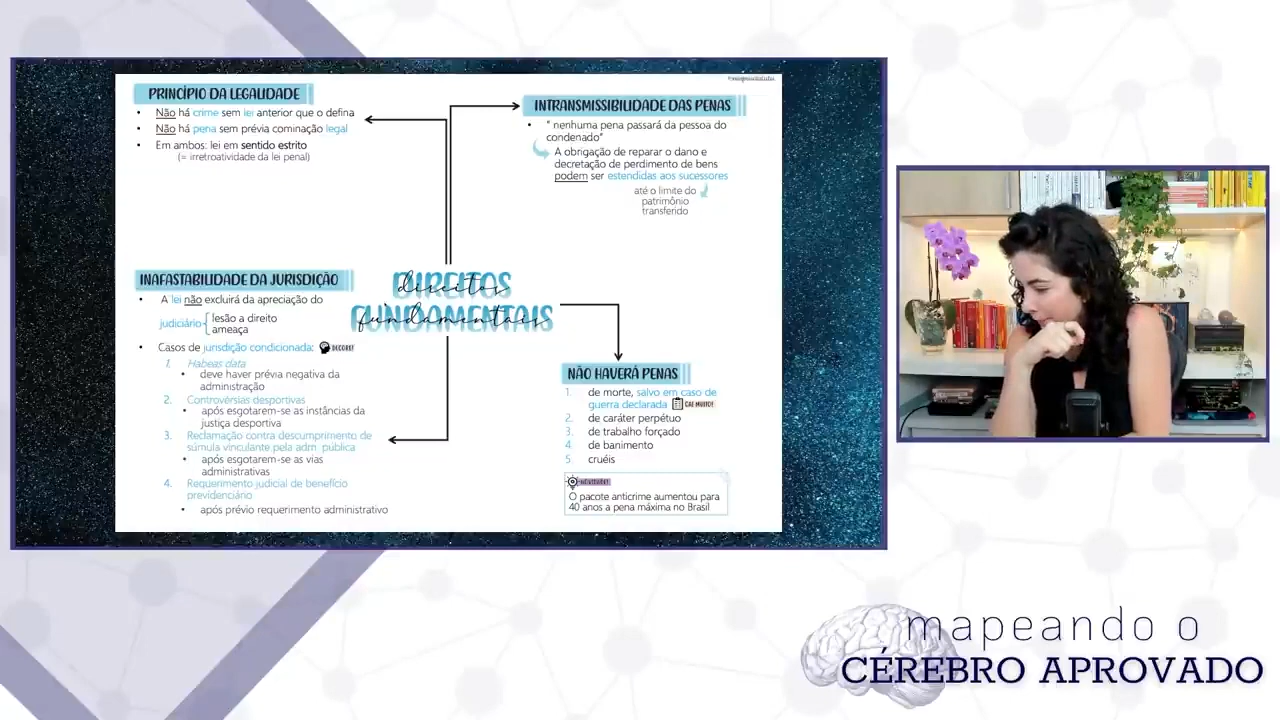 PRINCÍPIO DA LEGALIDADE
• Não há crime sem lei anterior que o defina
• Não há pena sem prévia cominação legal
• Em ambos: lei em sentido estrito
(= irretroatividade da lei penal)
INTRANSMISSIBILIDADE DAS PENAS
• " nenhuma pena passará da pessoa do
condenado"
A obrigação de reparar o dano e
decretação de perdimento de bens
podem ser estendidas aos sucessores
até o limite do
patrimônio
transferido
INAFASTABILIDADE DA JURISDIÇÃO
• A lei não excluirá da apreciação do
judiciário { lesão a direito
ameaça
• Casos de jurisdição condicionada: DECORE!
1. Habeas data
• deve haver prévia negativa da
administração
2. Controvérsias desportivas
• após esgotarem-se as instâncias da
justiça desportiva
3. Reclamação contra descumprimento de
súmula vinculante pela adm. pública
• após esgotarem-se as vias
administrativas
4. Requerimento judicial de benefício
previdenciário
• após prévio requerimento administrativo
DIREITOS
direitos
FUNDAMENTAIS
fundamentais
NÃO HAVERÁ PENAS
1. de morte, salvo em caso de
guerra declarada CAI MUITO!
2. de caráter perpétuo
3. de trabalho forçado
4. de banimento
5. cruéis
O pacote anticrime aumentou para
40 anos a pena máxima no Brasil
mapeando o
CÉREBRO APROVADO